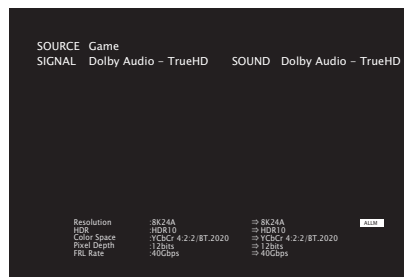 SOURCE Game
SIGNAL Dolby Audio – TrueHD SOUND Dolby Audio – TrueHD
Resolution :8K24A ⇒ 8K24A ALLM
HDR :HDR10 ⇒ HDR10
Color Space :YCbCr 4:2:2/BT.2020 ⇒ YCbCr 4:2:2/BT.2020
Pixel Depth :12bits ⇒ 12bits
FRL Rate :40Gbps ⇒ 40Gbps